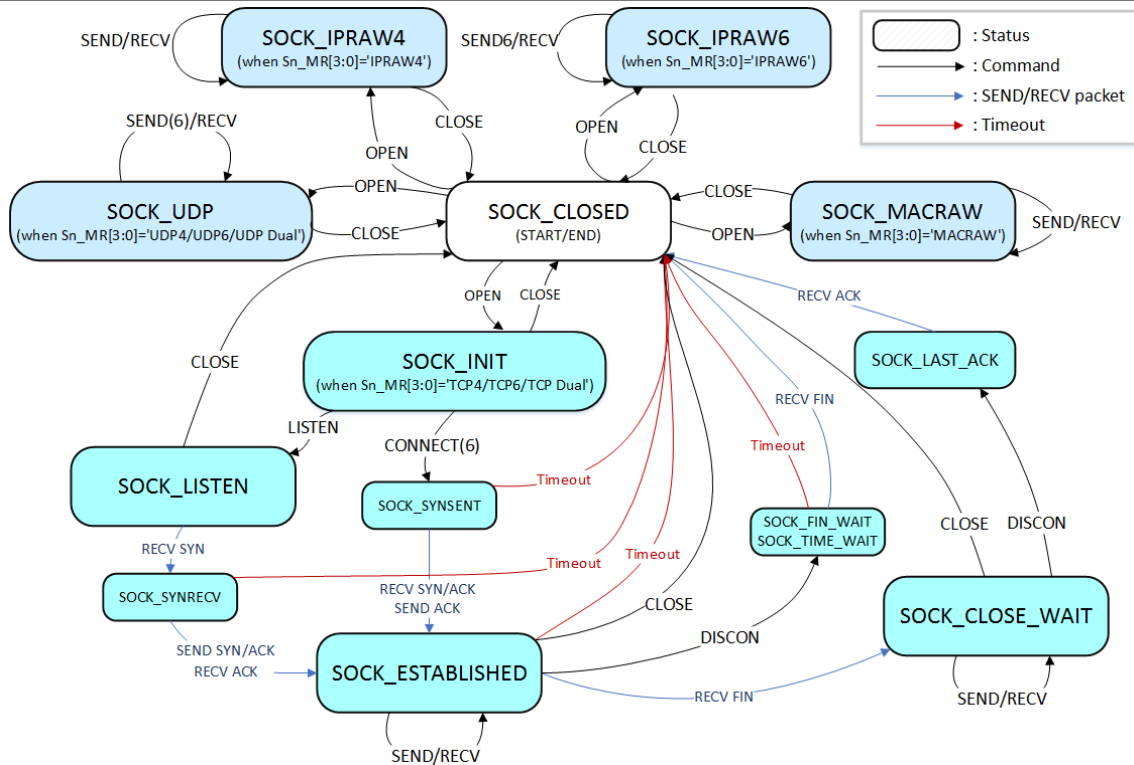 SEND/RECV
SOCK_IPRAW4
(when Sn_MR[3:0]='IPRAW4')
SEND6/RECV
SOCK_IPRAW6
(when Sn_MR[3:0]='IPRAW6')
: Status
: Command
: SEND/RECV packet
: Timeout
SEND(6)/RECV
CLOSE
OPEN
OPEN
CLOSE
OPEN
SOCK_UDP
(when Sn_MR[3:0]='UDP4/UDP6/UDP Dual')
CLOSE
SOCK_CLOSED
(START/END)
CLOSE
OPEN
SOCK_MACRAW
(when Sn_MR[3:0]='MACRAW')
SEND/RECV
OPEN
CLOSE
RECV ACK
CLOSE
SOCK_INIT
(when Sn_MR[3:0]='TCP4/TCP6/TCP Dual')
SOCK_LAST_ACK
RECV FIN
LISTEN
CONNECT(6)
Timeout
Timeout
SOCK_LISTEN
SOCK_SYNSENT
SOCK_FIN_WAIT
SOCK_TIME_WAIT
CLOSE
DISCON
RECV SYN
Timeout
SOCK_SYNRECV
RECV SYN/ACK
SEND ACK
CLOSE
SOCK_CLOSE_WAIT
SEND SYN/ACK
RECV ACK
DISCON
SOCK_ESTABLISHED
RECV FIN
SEND/RECV
SEND/RECV